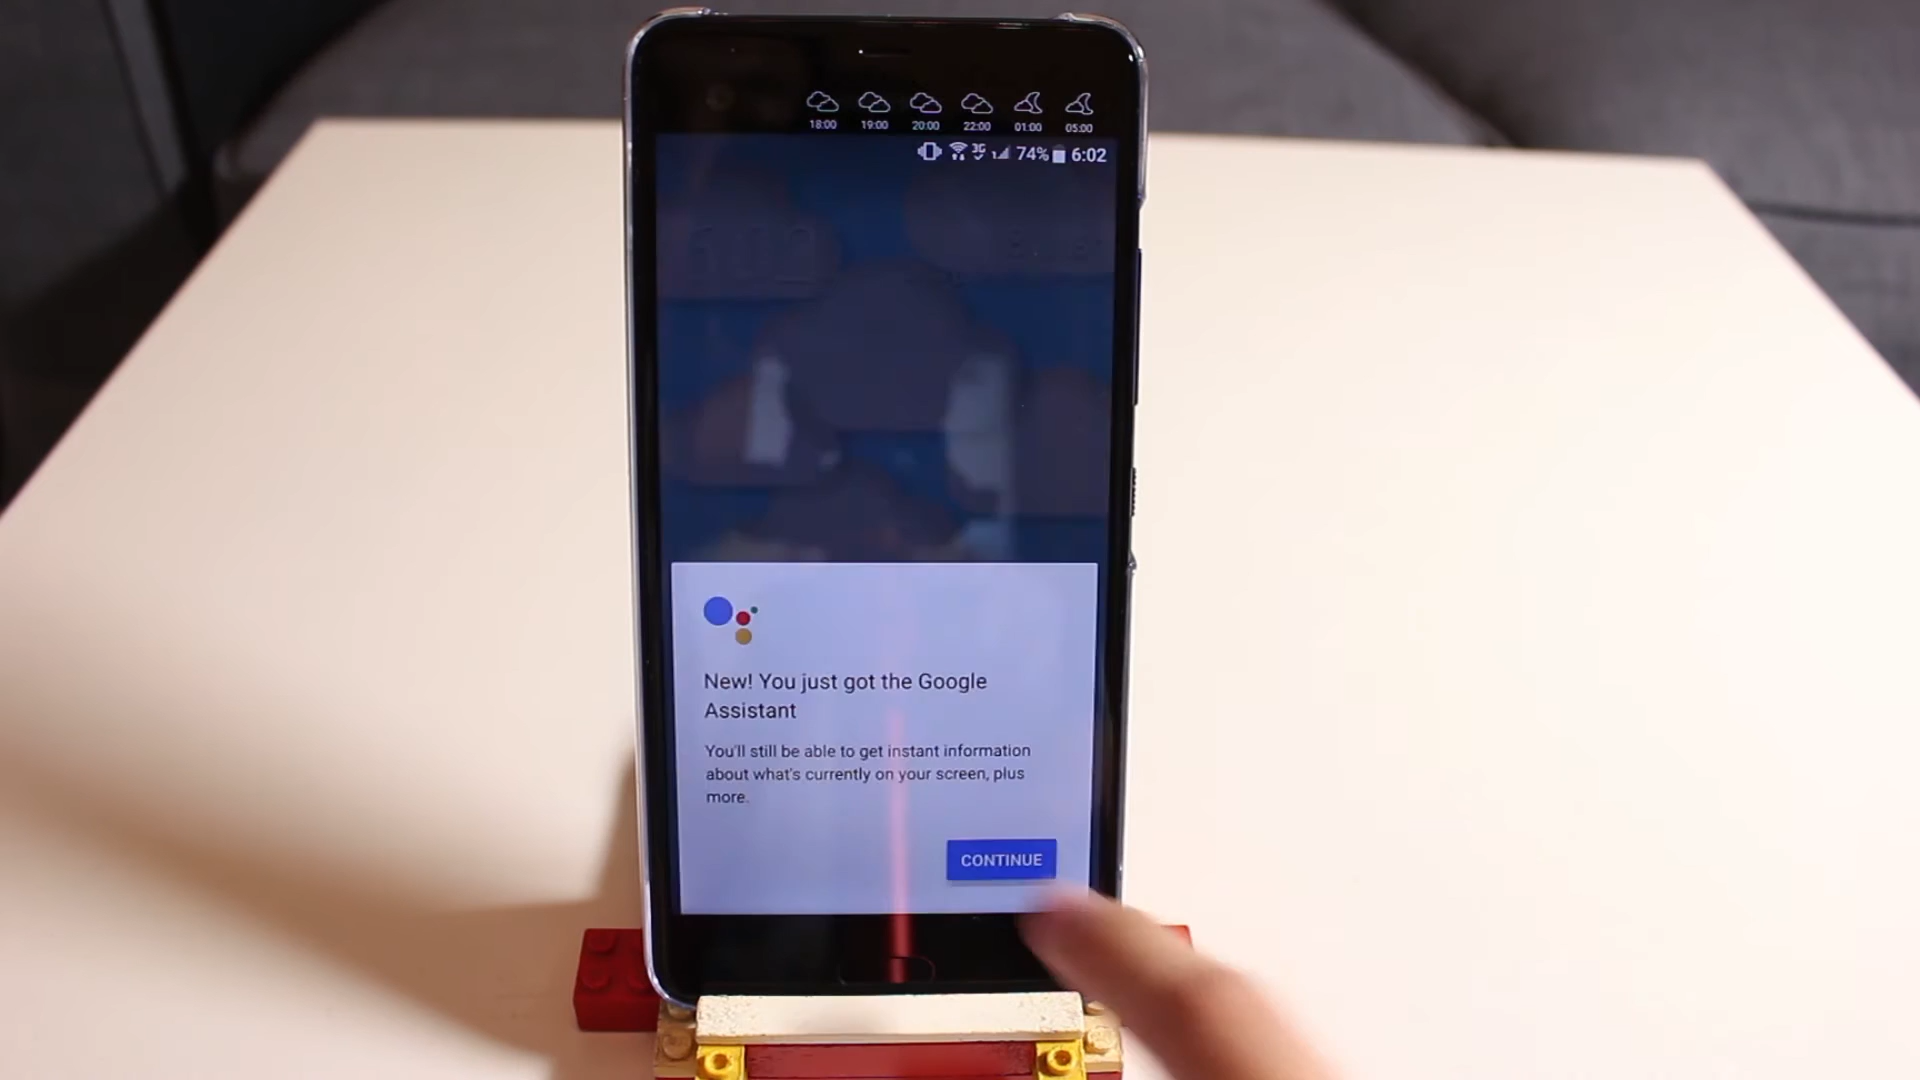 18:00 19:00 20:00 22:00 01:00 05:00
3G 74% 6:02
New! You just got the Google
Assistant
You'll still be able to get instant information
about what's currently on your screen, plus
more.
CONTINUE